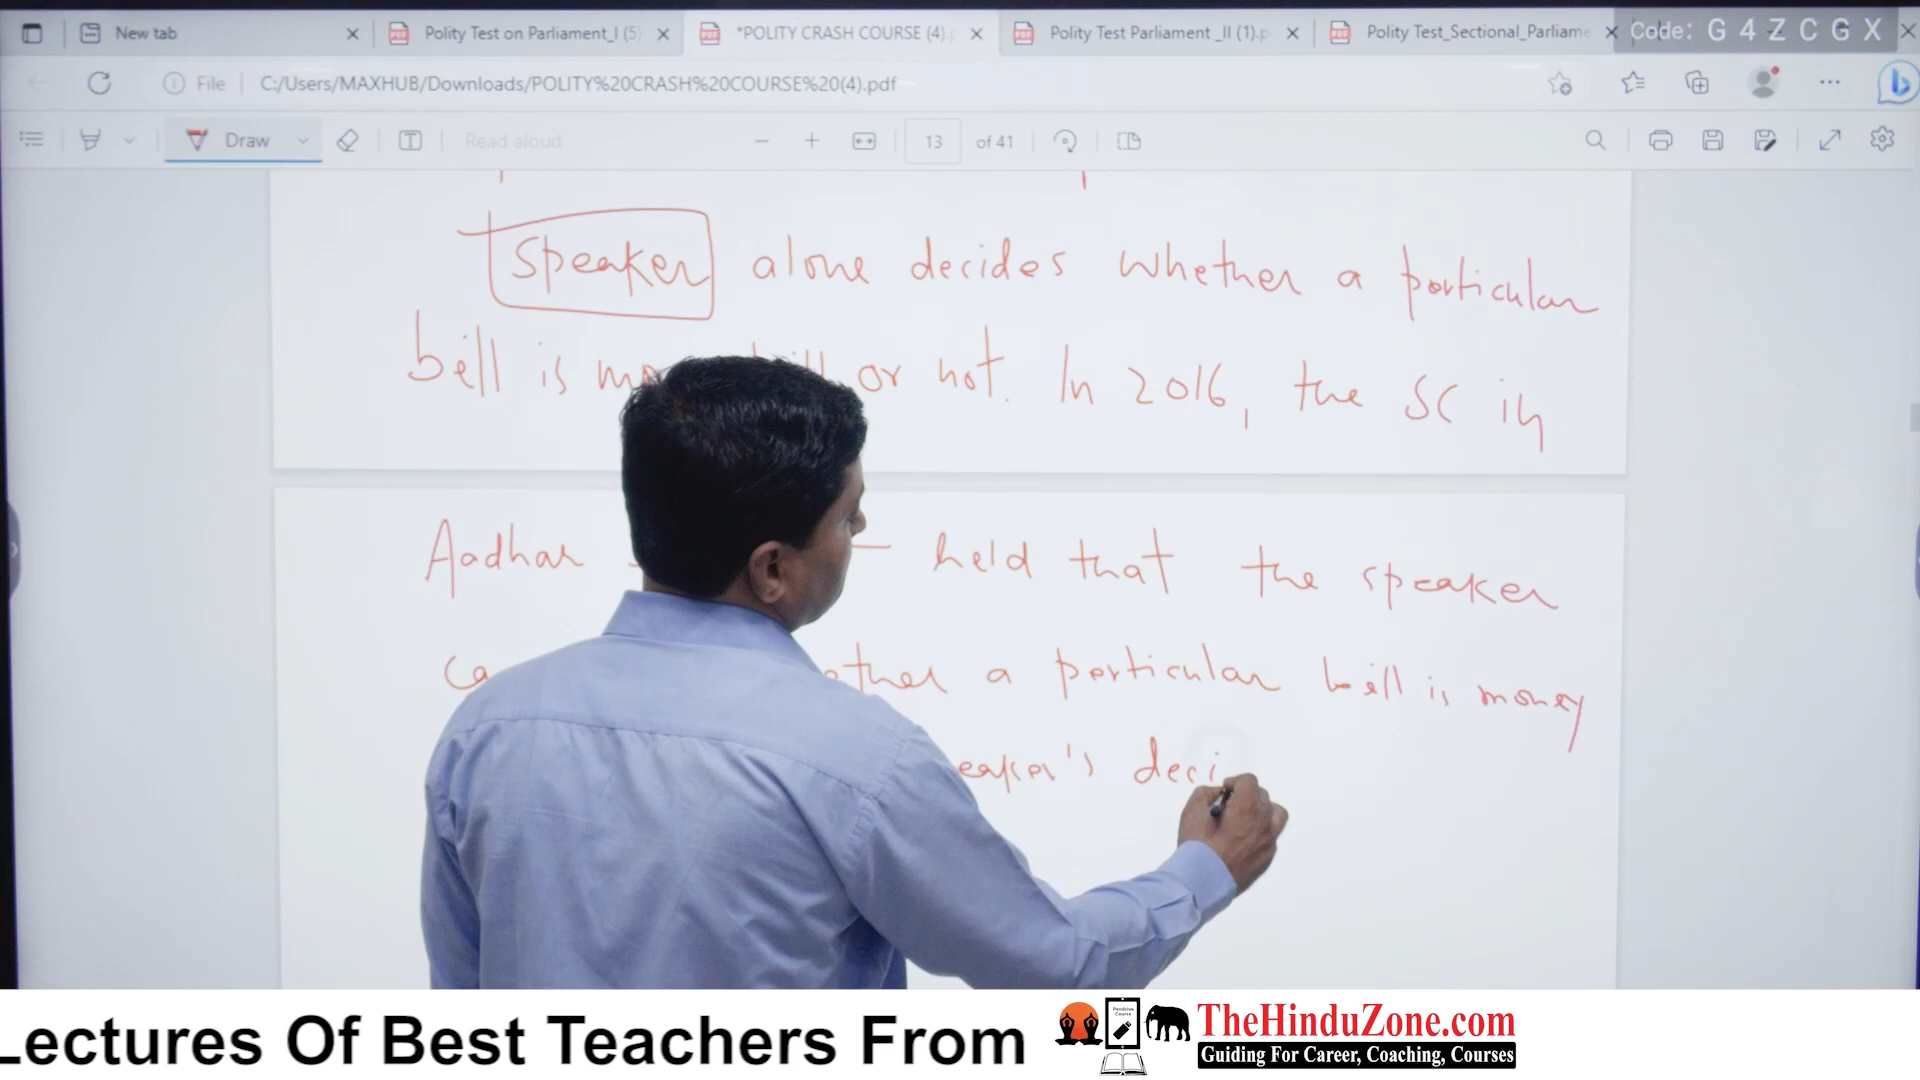 New tab
Polity Test on Parliament_I (5)
*POLITY CRASH COURSE (4).p
Polity Test Parliament _II (1).p
Polity Test_Sectional_Parliame
Code: G 4 Z C G X
File
C:/Users/MAXHUB/Downloads/POLITY%20CRASH%20COURSE%20(4).pdf
Draw
Read aloud
13 of 41
Speaker alone decides whether a particular
bill is or not. In 2016, the SC in
Aadhar held that the speaker
a particular bill is money
deci
Lectures Of Best Teachers From
Pendrive Course
TheHinduZone.com
Guiding For Career, Coaching, Courses